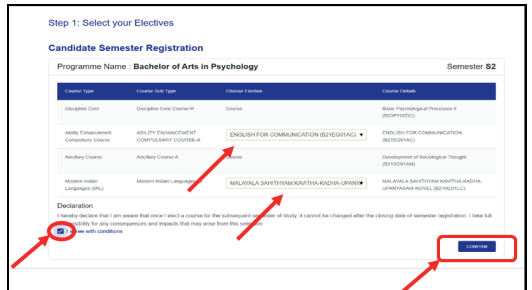 Step 1: Select your Electives
Candidate Semester Registration
Programme Name : Bachelor of Arts in Psychology Semester S2
Course Type Course Sub Type Choose Elective Course Details
Discipline Core Discipline Core Course-H Course Basic Psychological Processes II
(B23PY02DC)
Ability Enhancement ABILITY ENHANCEMENT ENGLISH FOR COMMUNICATION (B21EG01AC) ENGLISH FOR COMMUNICATION
Compulsory Course COMPULSARY COURSE-A (B21EG01AC)
Ancillary Course Ancillary Course A Course Development of Sociological Thought
(B21SO01AN)
Modern Indian Modern Indian Languages MALAYALA SAHITHYAM:KAVITHA-KADHA-UPANY MALAYALA SAHITHYAM:KAVITHA-KADHA-
Languages (MIL) UPANYASAM-NOVEL (B21ML01LC)
Declaration
I hereby declare that I am aware that once I elect a course for the subsequent semester of study, it cannot be changed after the closing date of semester registration. I take full
for any consequences and impacts that may arise from this selection.
I agree with conditions
CONFIRM